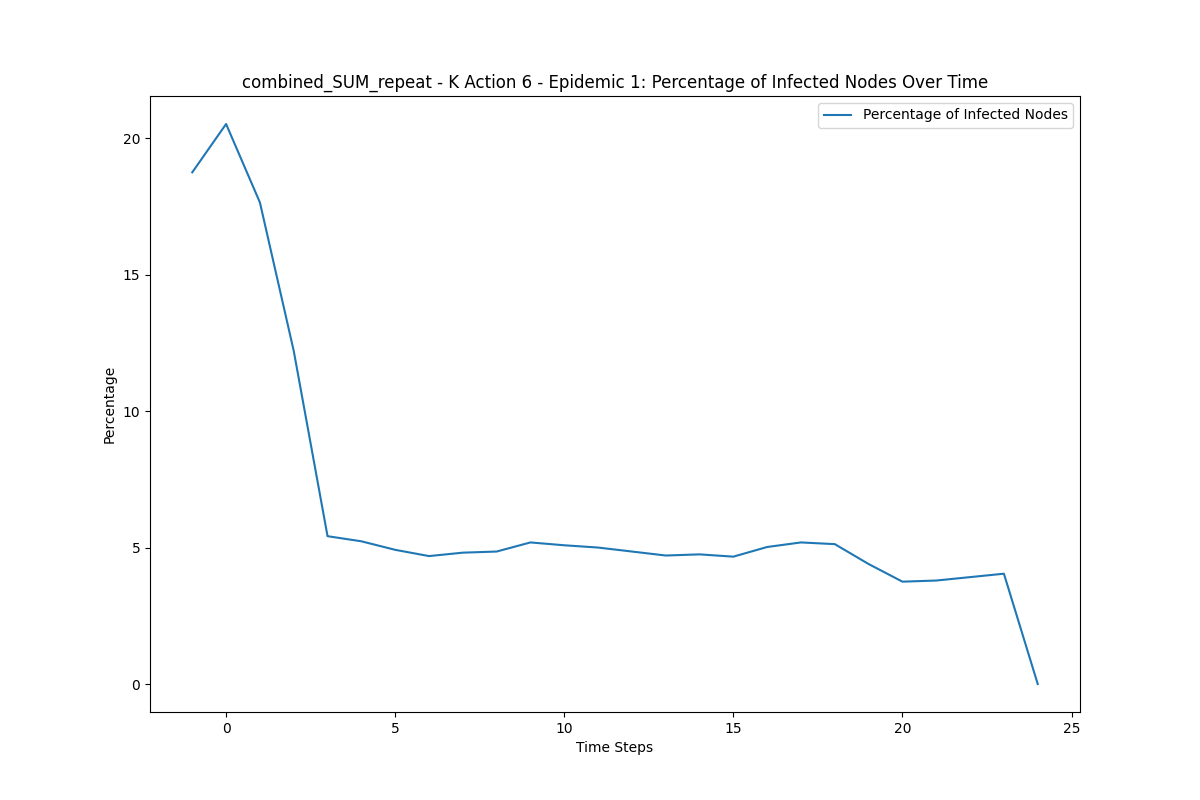 combined_SUM_repeat - K Action 6 - Epidemic 1: Percentage of Infected Nodes Over Time
Percentage of Infected Nodes
20
15
10
5
0
Percentage
0 5 10 15 20 25
Time Steps